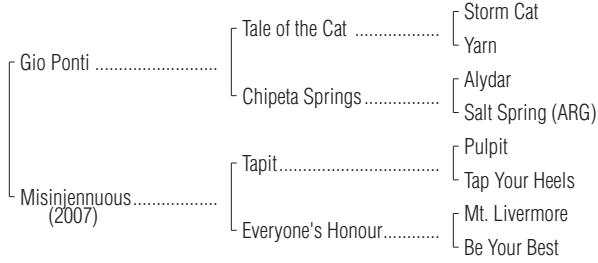 Storm Cat
Tale of the Cat ..................
Yarn
Gio Ponti ..........................
Alydar
Chipeta Springs ................
Salt Spring (ARG)
Pulpit
Tapit..................................
Tap Your Heels
Misinjennuous..................
(2007)
Mt. Livermore
Everyone's Honour............
Be Your Best